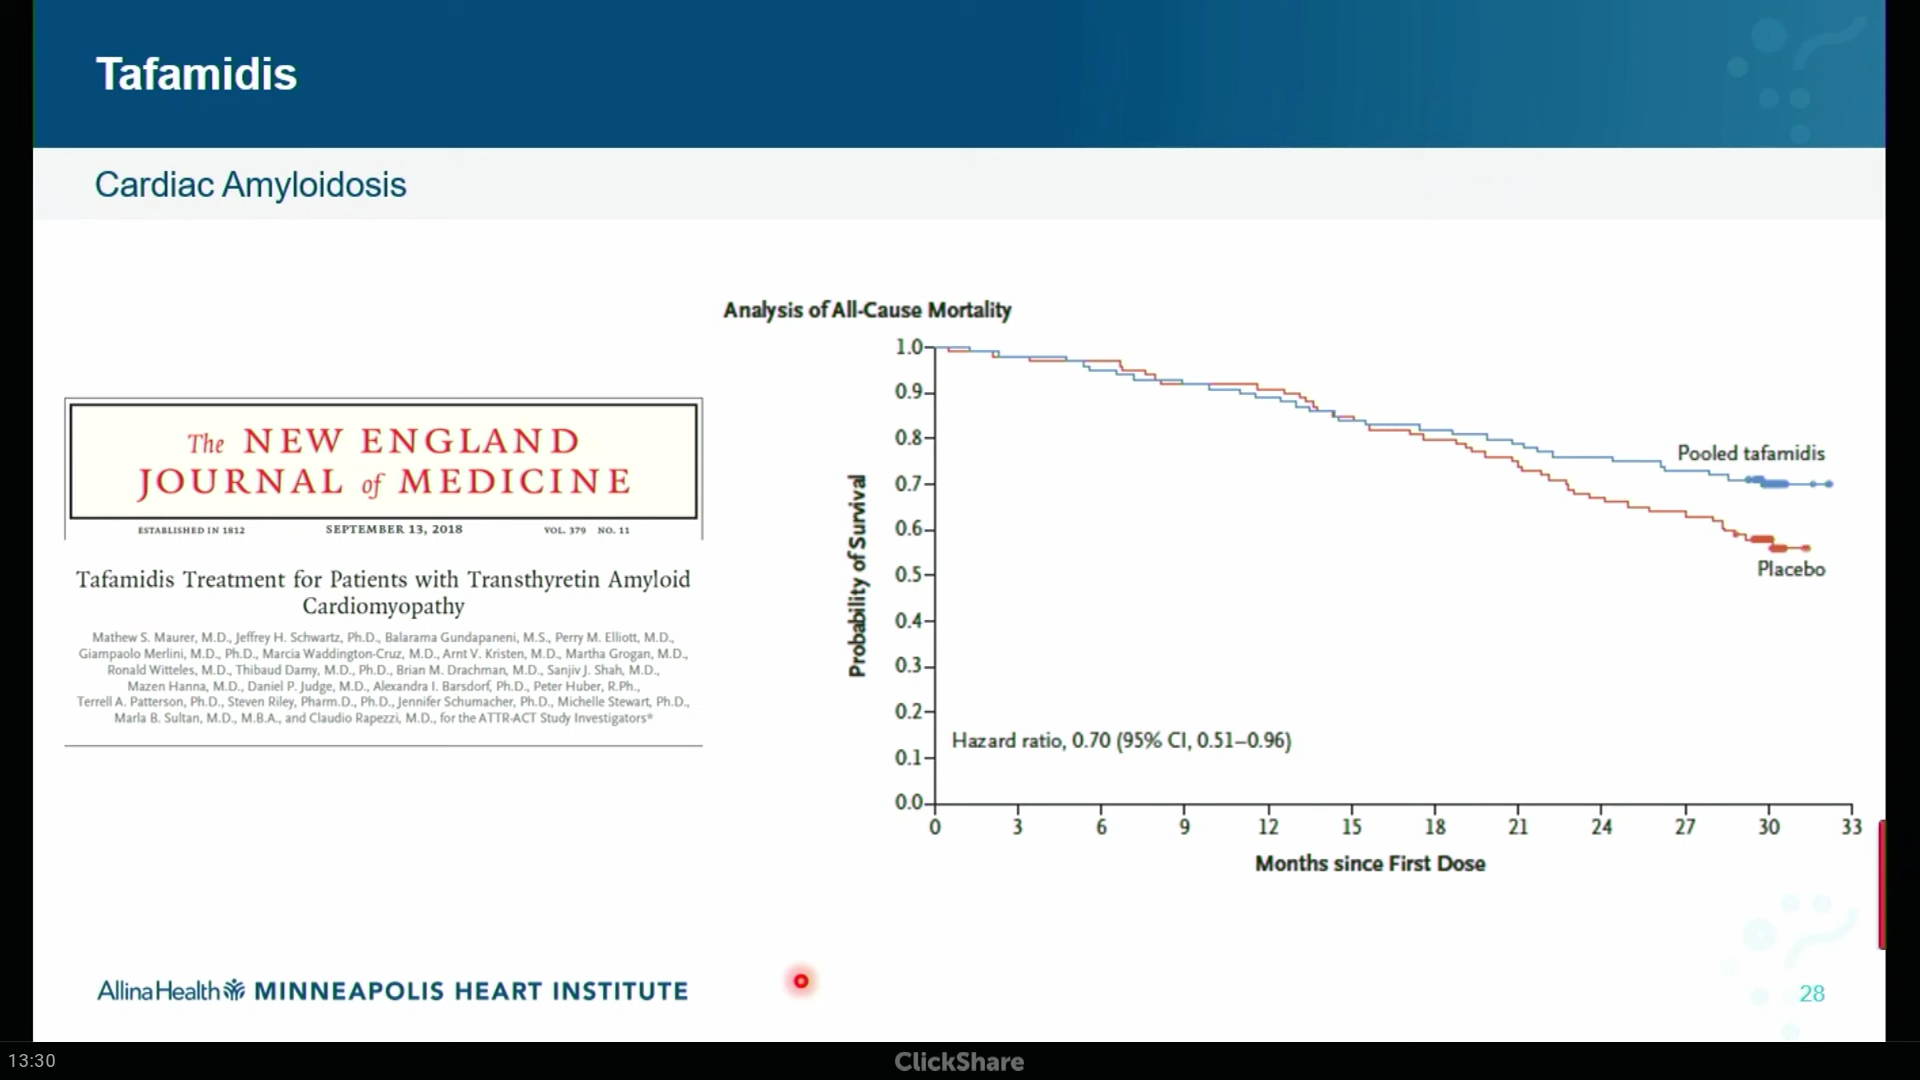 Tafamidis
Cardiac Amyloidosis
The NEW ENGLAND
JOURNAL of MEDICINE
ESTABLISHED IN 1812 SEPTEMBER 13, 2018 VOL. 379 NO. 11
Tafamidis Treatment for Patients with Transthyretin Amyloid
Cardiomyopathy
Mathew S. Maurer, M.D., Jeffrey H. Schwartz, Ph.D., Balarama Gundapaneni, M.S., Perry M. Elliott, M.D.,
Giampaolo Merlini, M.D., Ph.D., Marcia Waddington-Cruz, M.D., Arnt V. Kristen, M.D., Martha Grogan, M.D.,
Ronald Witteles, M.D., Thibaud Damy, M.D., Ph.D., Brian M. Drachman, M.D., Sanjiv J. Shah, M.D.,
Mazen Hanna, M.D., Daniel P. Judge, M.D., Alexandra I. Barsdorf, Ph.D., Peter Huber, R.Ph.,
Terrell A. Patterson, Ph.D., Steven Riley, Pharm.D., Ph.D., Jennifer Schumacher, Ph.D., Michelle Stewart, Ph.D.,
Marla B. Sultan, M.D., M.B.A., and Claudio Rapezzi, M.D., for the ATTR-ACT Study Investigators*
Analysis of All-Cause Mortality
Probability of Survival
1.0
0.9
0.8
0.7
0.6
0.5
0.4
0.3
0.2
0.1
0.0
Pooled tafamidis
Placebo
Hazard ratio, 0.70 (95% CI, 0.51–0.96)
0 3 6 9 12 15 18 21 24 27 30 33
Months since First Dose
Allina Health MINNEAPOLIS HEART INSTITUTE
28
13:30
ClickShare